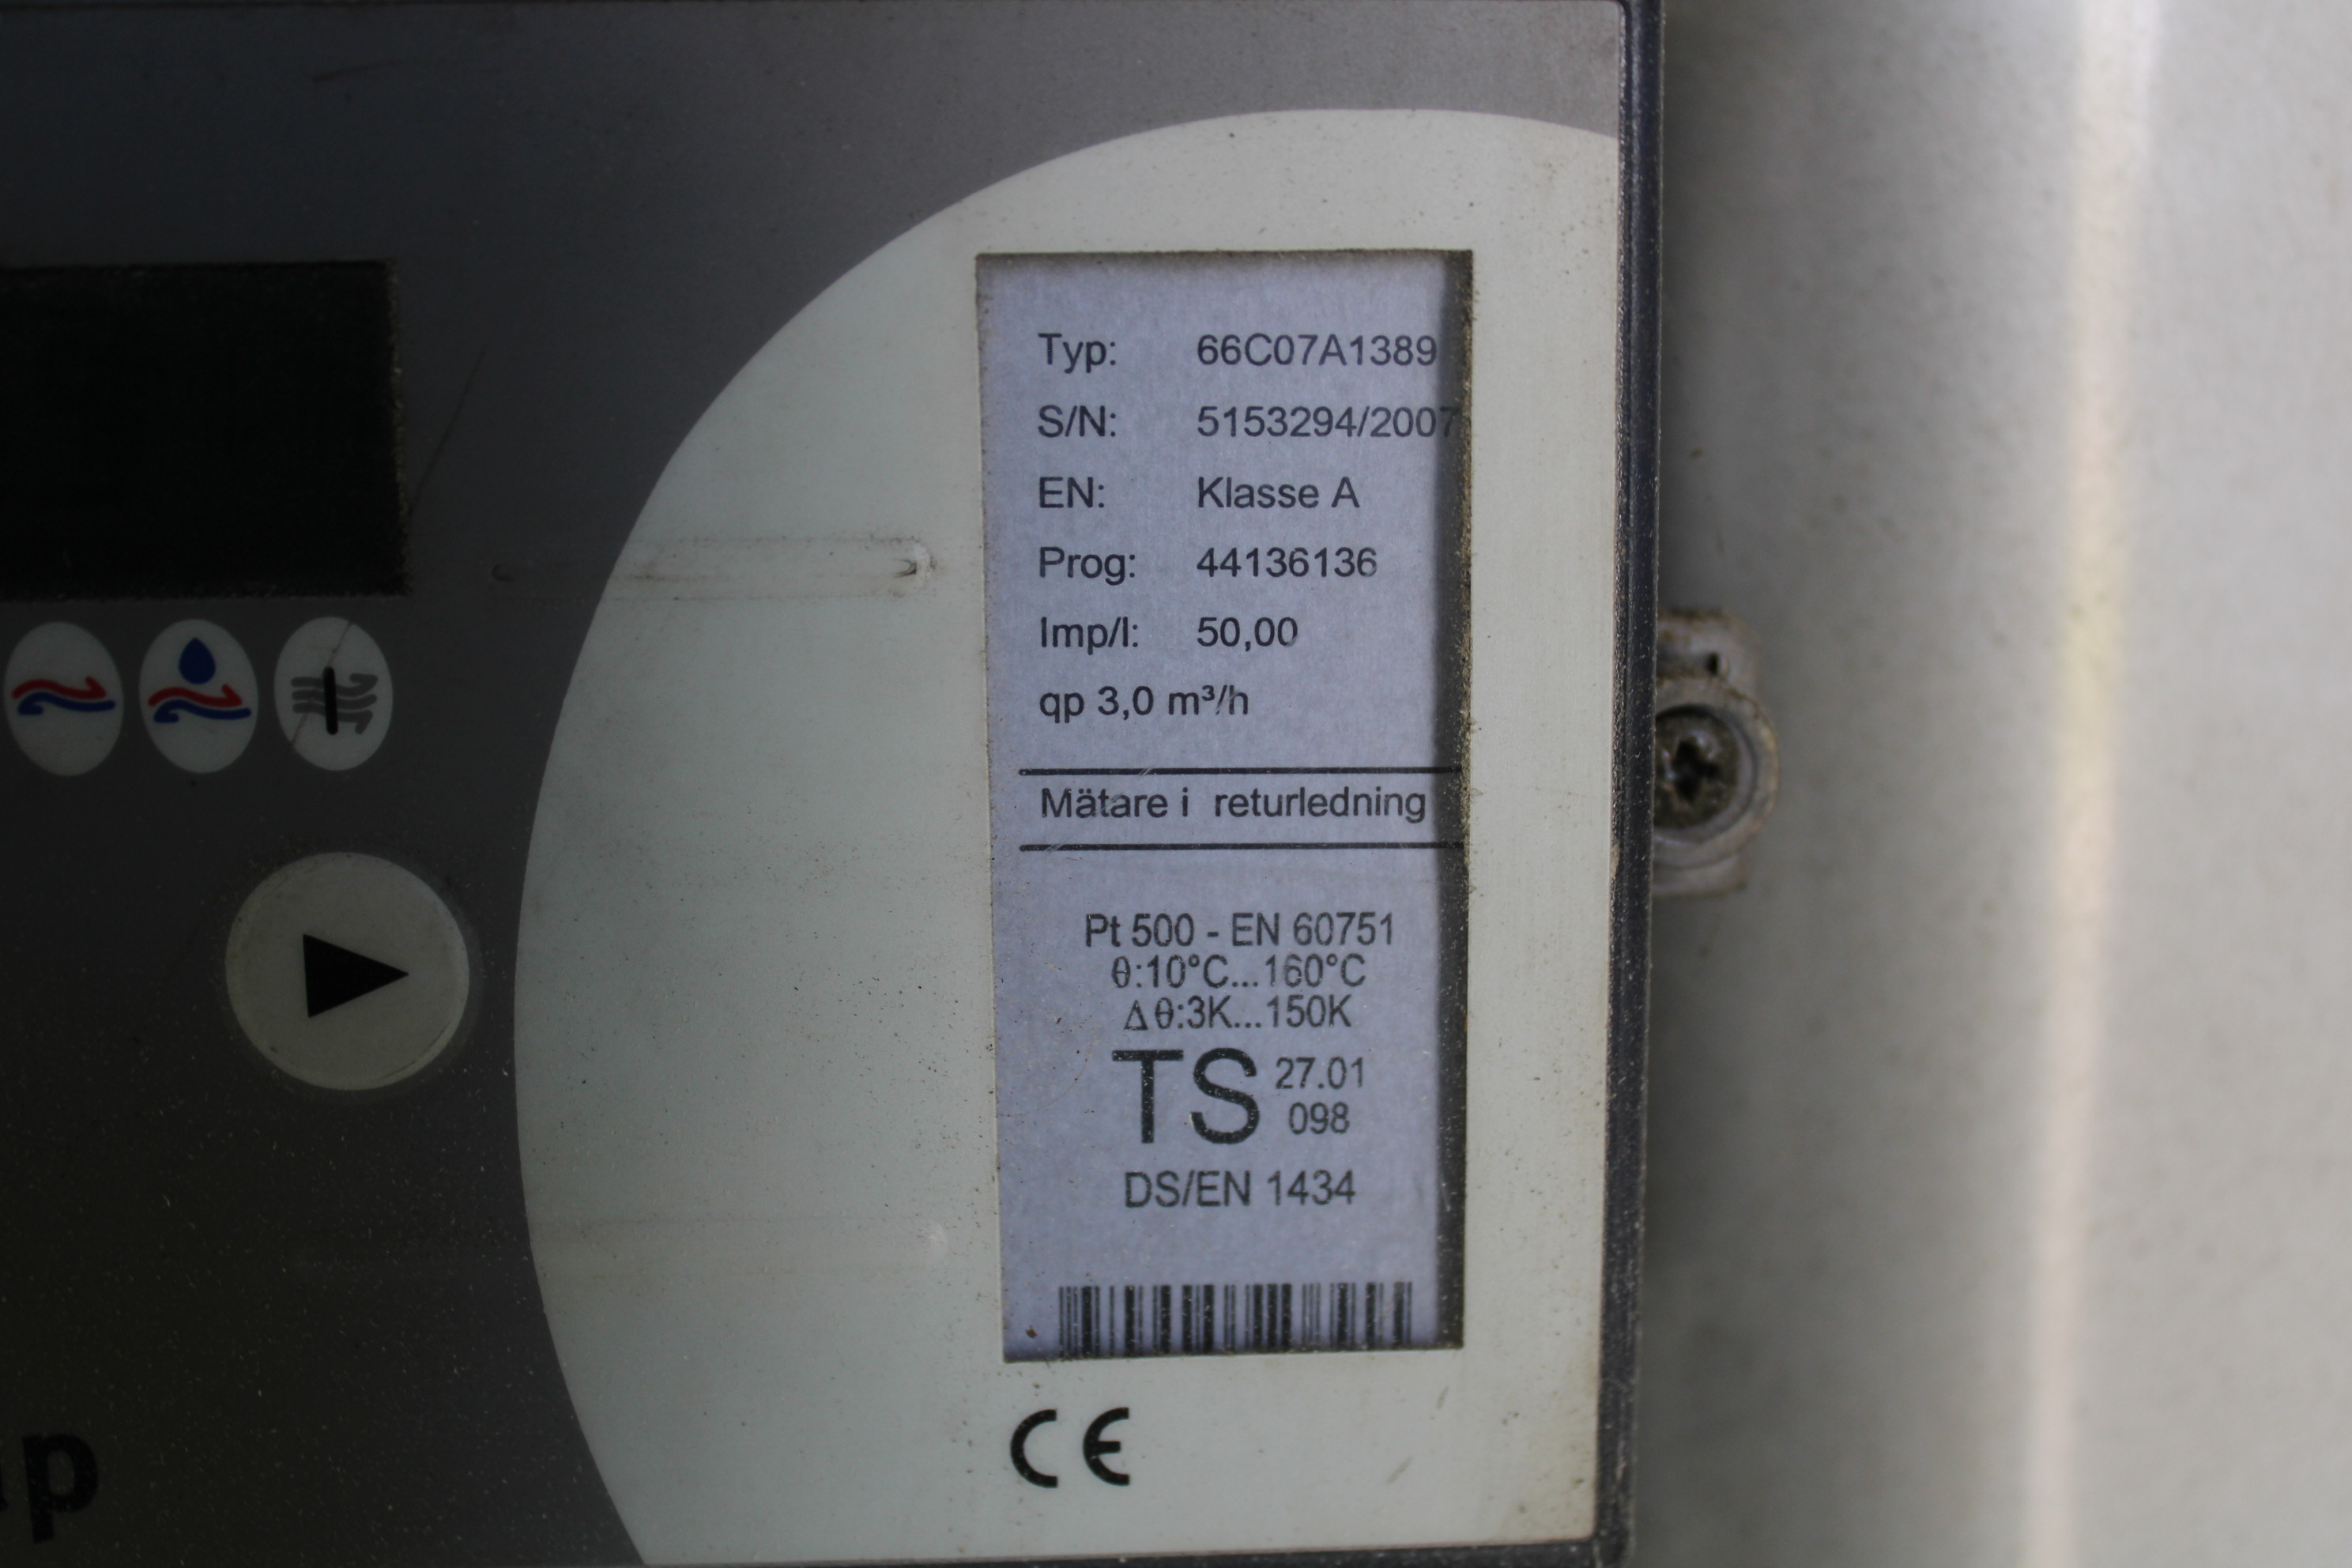 Typ: 66C07A1389
S/N: 5153294/2007
EN: Klasse A
Prog: 44136136
Imp/l: 50,00
qp 3,0 m³/h
Mätare i returledning
Pt 500 - EN 60751
θ:10°C...160°C
Δθ:3K...150K
TS 27.01
098
DS/EN 1434
CE